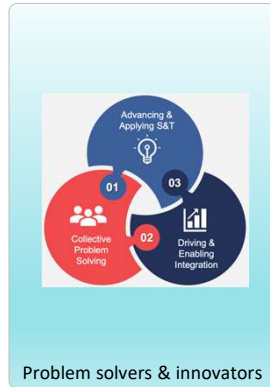 Advancing &
Applying S&T
01
03
Collective
Problem
Solving
02
Driving &
Enabling
Integration
Problem solvers & innovators